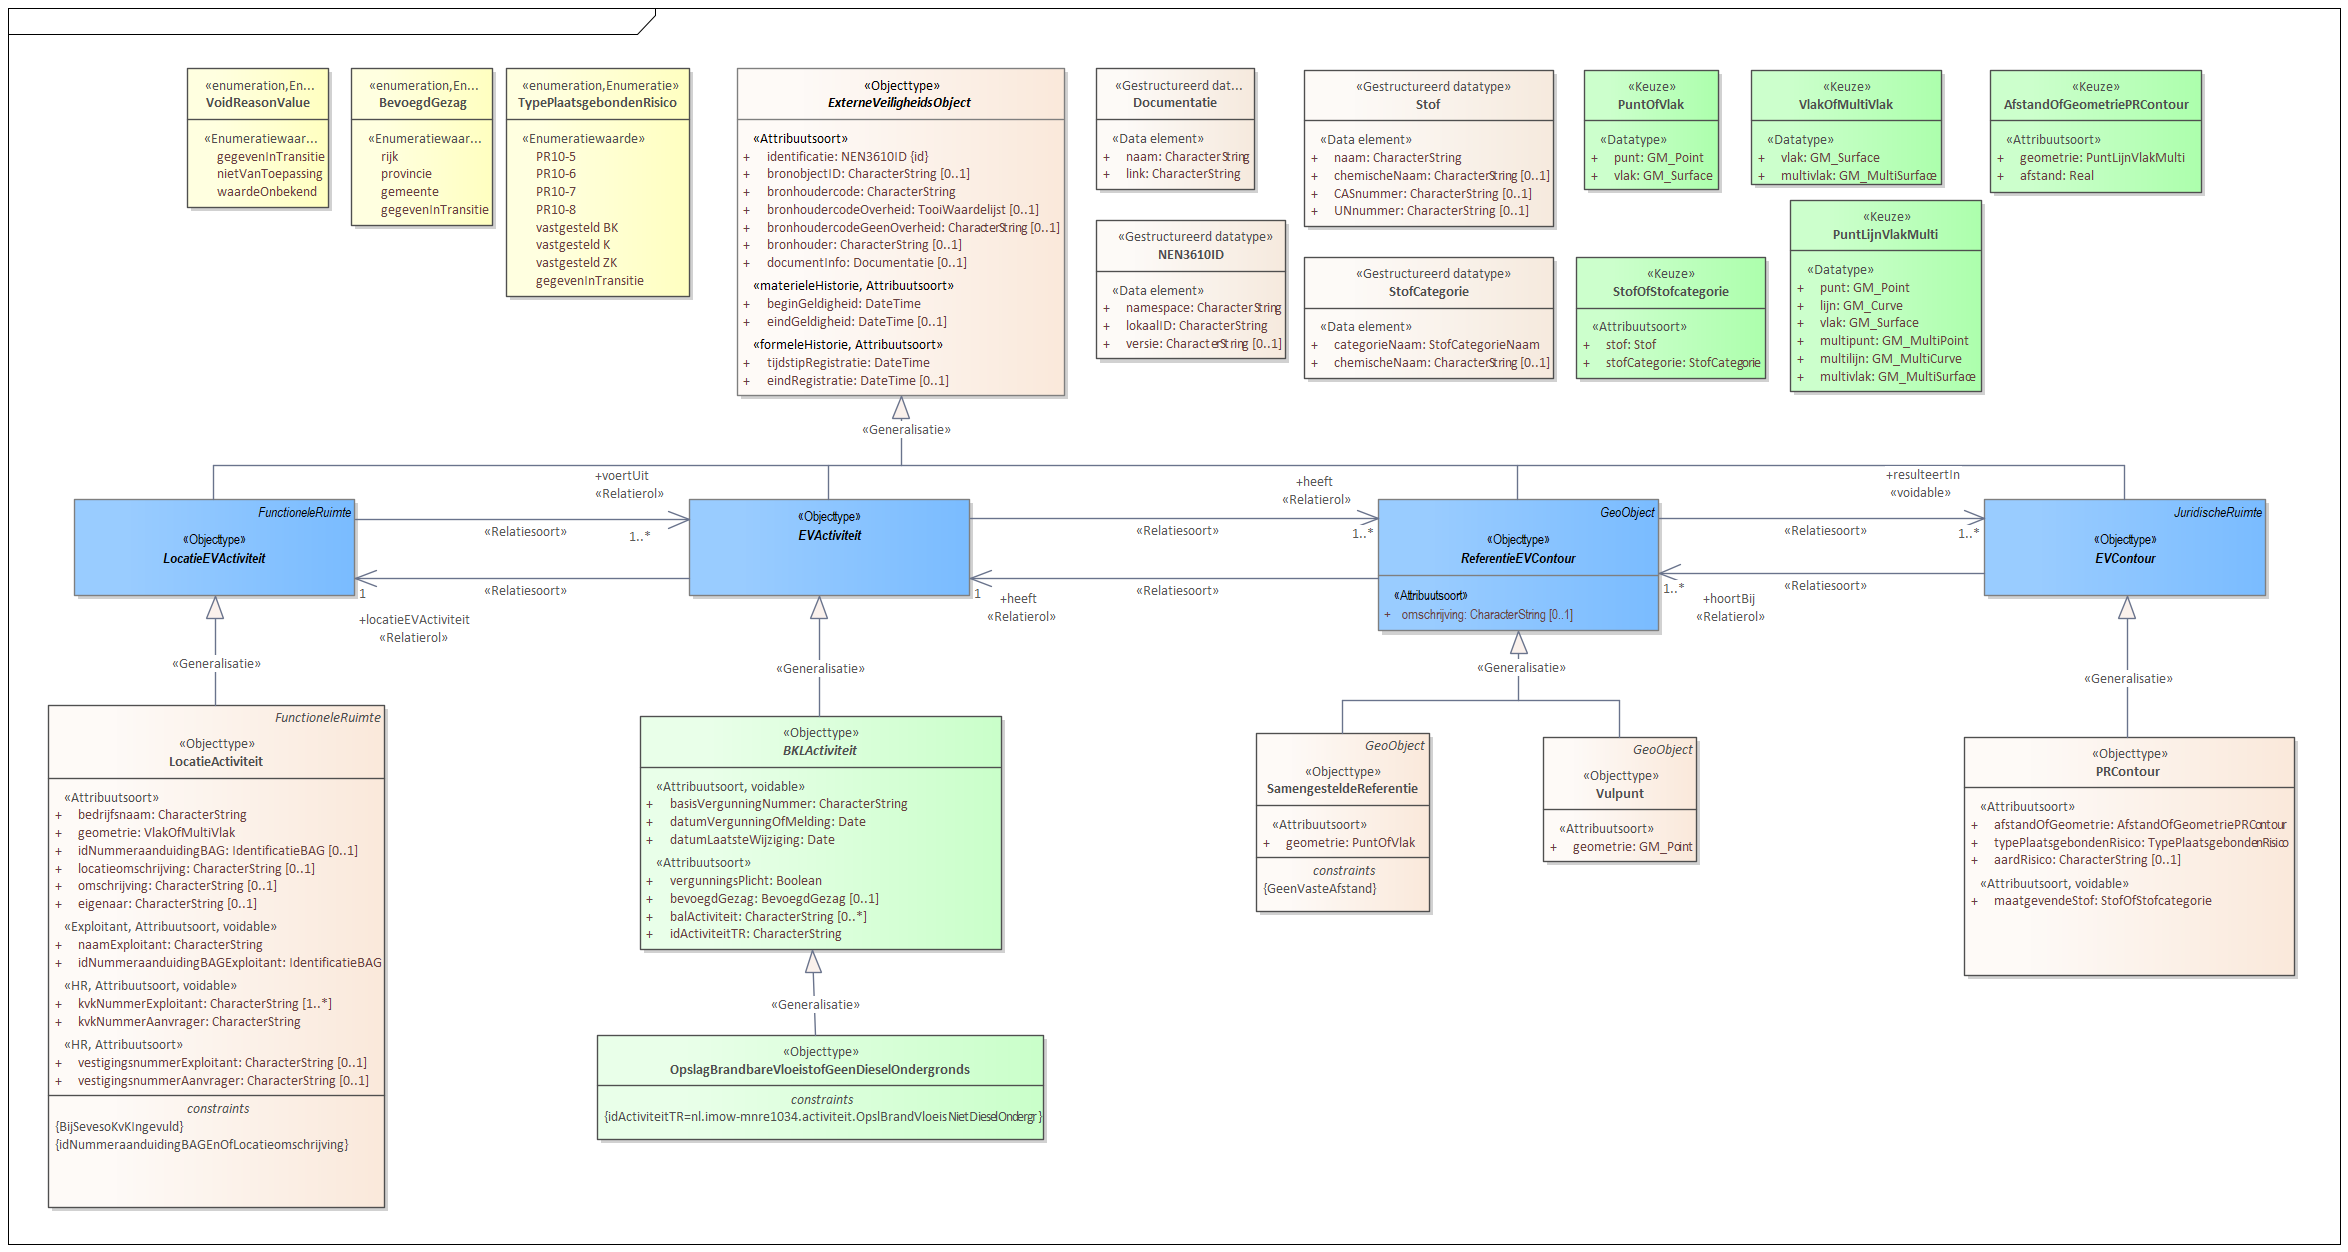 «enumeration,En...
VoidReasonValue
«Enumeratiewaar...
gegevenInTransitie
nietVanToepassing
waardeOnbekend
«enumeration,En...
BevoegdGezag
«Enumeratiewaar...
rijk
provincie
gemeente
gegevenInTransitie
«enumeration,Enumeratie»
TypePlaatsgebondenRisico
«Enumeratiewaarde»
PR10-5
PR10-6
PR10-7
PR10-8
vastgesteld BK
vastgesteld K
vastgesteld ZK
gegevenInTransitie
«Objecttype»
ExterneVeiligheidsObject
«Attribuutsoort»
+ identificatie: NEN3610ID {id}
+ bronobjectID: CharacterString [0..1]
+ bronhoudercode: CharacterString
+ bronhoudercodeOverheid: TooiWaardelijst [0..1]
+ bronhoudercodeGeenOverheid: CharacterString [0..1]
+ bronhouder: CharacterString [0..1]
+ documentInfo: Documentatie [0..1]
«materieleHistorie, Attribuutsoort»
+ beginGeldigheid: DateTime
+ eindGeldigheid: DateTime [0..1]
«formeleHistorie, Attribuutsoort»
+ tijdstipRegistratie: DateTime
+ eindRegistratie: DateTime [0..1]
«Gestructureerd dat...
Documentatie
«Data element»
+ naam: CharacterString
+ link: CharacterString
«Gestructureerd datatype»
NEN3610ID
«Data element»
+ namespace: CharacterString
+ lokaalID: CharacterString
+ versie: CharacterString [0..1]
«Gestructureerd datatype»
Stof
«Data element»
+ naam: CharacterString
+ chemischeNaam: CharacterString [0..1]
+ CASnummer: CharacterString [0..1]
+ UNnummer: CharacterString [0..1]
«Gestructureerd datatype»
StofCategorie
«Data element»
+ categorieNaam: StofCategorieNaam
+ chemischeNaam: CharacterString [0..1]
«Keuze»
PuntOfVlak
«Datatype»
+ punt: GM_Point
+ vlak: GM_Surface
«Keuze»
VlakOfMultiVlak
«Datatype»
+ vlak: GM_Surface
+ multivlak: GM_MultiSurface
«Keuze»
AfstandOfGeometriePRContour
«Attribuutsoort»
+ geometrie: PuntLijnVlakMulti
+ afstand: Real
«Keuze»
StofOfStofcategorie
«Attribuutsoort»
+ stof: Stof
+ stofCategorie: StofCategorie
«Keuze»
PuntLijnVlakMulti
«Datatype»
+ punt: GM_Point
+ lijn: GM_Curve
+ vlak: GM_Surface
+ multipunt: GM_MultiPoint
+ multilijn: GM_MultiCurve
+ multivlak: GM_MultiSurface
«Generalisatie»
+voertUit
«Relatierol»
+heeft
«Relatierol»
+resulteertIn
«voidable»
FunctioneleRuimte
«Objecttype»
LocatieEVActiviteit
«Relatiesoort»
1..*
«Objecttype»
EVActiviteit
«Relatiesoort»
1..*
GeoObject
«Objecttype»
ReferentieEVContour
«Attribuutsoort»
+ omschrijving: CharacterString [0..1]
«Relatiesoort»
1..*
JuridischeRuimte
«Objecttype»
EVContour
1
«Relatiesoort»
+locatieEVActiviteit
«Relatierol»
1
«Relatiesoort»
+heeft
«Relatierol»
1..*
«Relatiesoort»
+hoortBij
«Relatierol»
«Generalisatie»
«Generalisatie»
«Generalisatie»
«Generalisatie»
FunctioneleRuimte
«Objecttype»
LocatieActiviteit
«Attribuutsoort»
+ bedrijfsnaam: CharacterString
+ geometrie: VlakOfMultiVlak
+ idNummeraanduidingBAG: IdentificatieBAG [0..1]
+ locatieomschrijving: CharacterString [0..1]
+ omschrijving: CharacterString [0..1]
+ eigenaar: CharacterString [0..1]
«Exploitant, Attribuutsoort, voidable»
+ naamExploitant: CharacterString
+ idNummeraanduidingBAGExploitant: IdentificatieBAG
«HR, Attribuutsoort, voidable»
+ kvkNummerExploitant: CharacterString [1..*]
+ kvkNummerAanvrager: CharacterString
«HR, Attribuutsoort»
+ vestigingsnummerExploitant: CharacterString [0..1]
+ vestigingsnummerAanvrager: CharacterString [0..1]
constraints
{BijSevesoKvKIngevuld}
{idNummeraanduidingBAGEnOfLocatieomschrijving}
«Objecttype»
BKLActiviteit
«Attribuutsoort, voidable»
+ basisVergunningNummer: CharacterString
+ datumVergunningOfMelding: Date
+ datumLaatsteWijziging: Date
«Attribuutsoort»
+ vergunningsPlicht: Boolean
+ bevoegdGezag: BevoegdGezag [0..1]
+ balActiviteit: CharacterString [0..*]
+ idActiviteitTR: CharacterString
«Generalisatie»
«Objecttype»
OpslagBrandbareVloeistofGeenDieselOndergronds
constraints
{idActiviteitTR=nl.imow-mnre1034.activiteit.OpslBrandVloeisNietDieselOndergr}
GeoObject
«Objecttype»
SamengesteldeReferentie
«Attribuutsoort»
+ geometrie: PuntOfVlak
constraints
{GeenVasteAfstand}
GeoObject
«Objecttype»
Vulpunt
«Attribuutsoort»
+ geometrie: GM_Point
«Objecttype»
PRContour
«Attribuutsoort»
+ afstandOfGeometrie: AfstandOfGeometriePRContour
+ typePlaatsgebondenRisico: TypePlaatsgebondenRisico
+ aardRisico: CharacterString [0..1]
«Attribuutsoort, voidable»
+ maatgevendeStof: StofOfStofcategorie